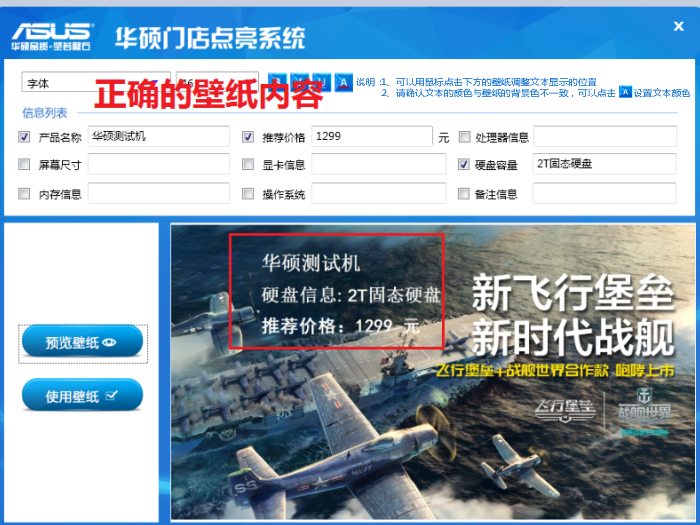 ASUS
华硕品质·坚若磐石
华硕门店点亮系统
x
字体
正确的壁纸内容
A
说明:1、可以用鼠标点击下方的壁纸调整文本显示的位置
2、请确认文本的颜色与壁纸的背景色不一致,可以点击 A 设置文本颜色
信息列表
产品名称 华硕测试机 推荐价格 1299 元 处理器信息
屏幕尺寸 显卡信息 硬盘容量 2T固态硬盘
内存信息 操作系统 备注信息
预览壁纸
使用壁纸
华硕测试机
硬盘信息: 2T固态硬盘
推荐价格: 1299 元
新飞行堡垒
新时代战舰
飞行堡垒+战舰世界合作款 咆哮上市
飞行堡垒
战舰世界